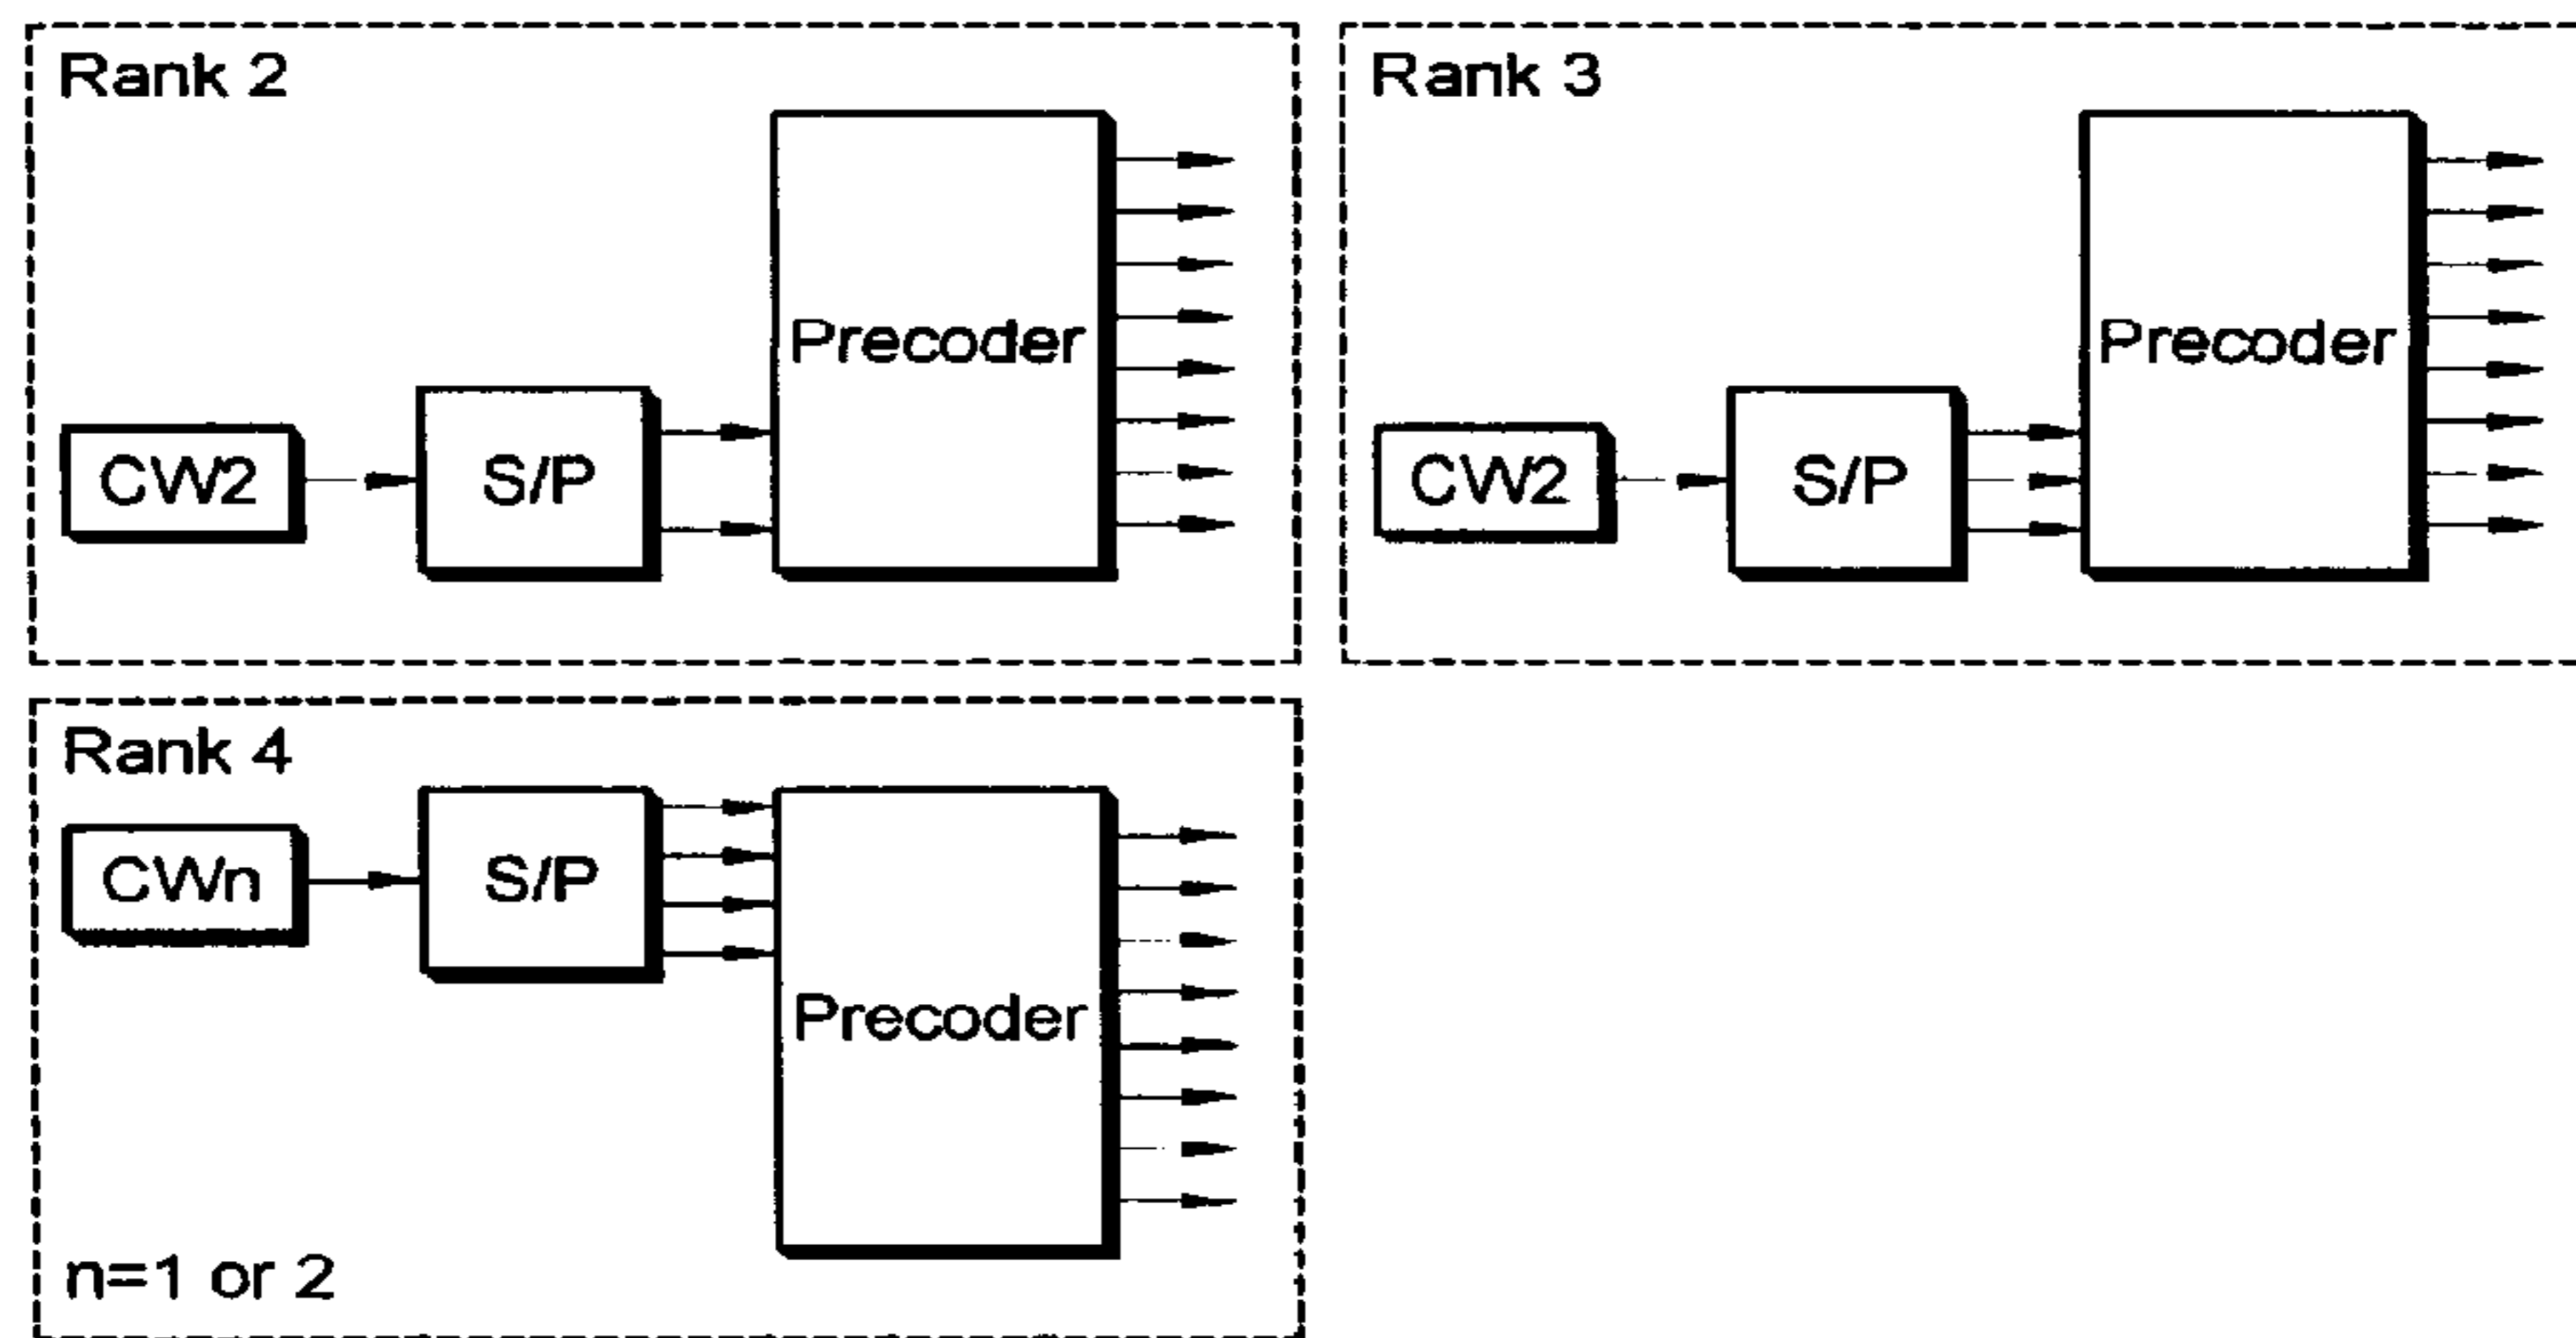 Rank 2
Precoder
CW2
S/P
Rank 3
Precoder
CW2
S/P
Rank 4
CWn
S/P
Precoder
n=1 or 2